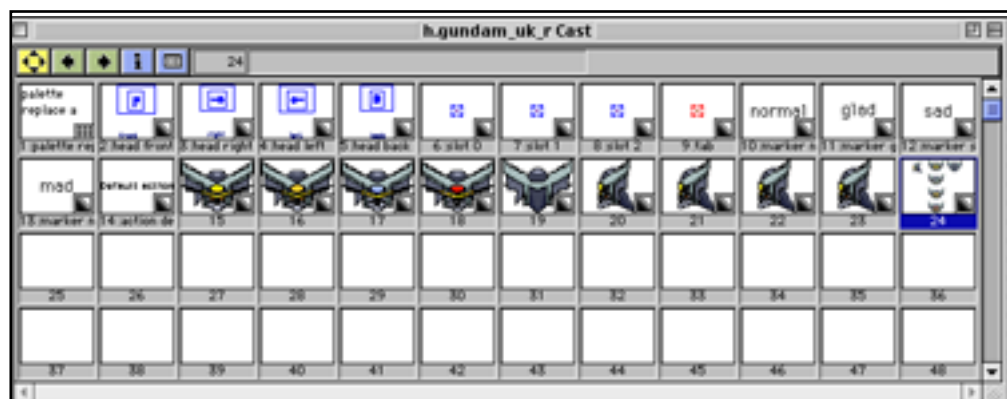 h.gundam_uk_r Cast
24
palette
replace a
normal
glad
sad
1:palette rep
2:head front
3:head right
4:head left
5:head back
6:slot 0
7:slot 1
8:slot 2
9:tab
10:marker n
11:marker g
12:marker s
mad
Default action
13:marker m
14:action de
15
16
17
18
19
20
21
22
23
24
25
26
27
28
29
30
31
32
33
34
35
36
37
38
39
40
41
42
43
44
45
46
47
48